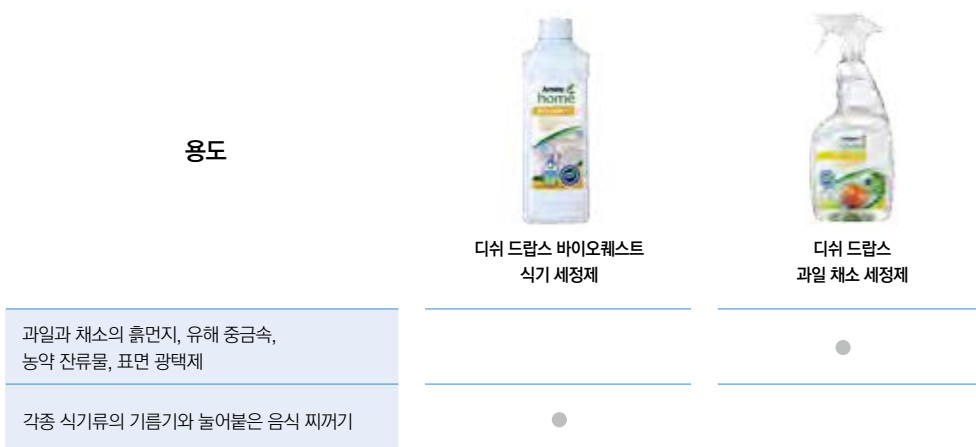 용도
Amway
home
디쉬 드랍스 바이오퀘스트
식기 세정제
디쉬 드랍스
과일 채소 세정제
과일과 채소의 흙먼지, 유해 중금속,
농약 잔류물, 표면 광택제
각종 식기류의 기름기와 눌어붙은 음식 찌꺼기